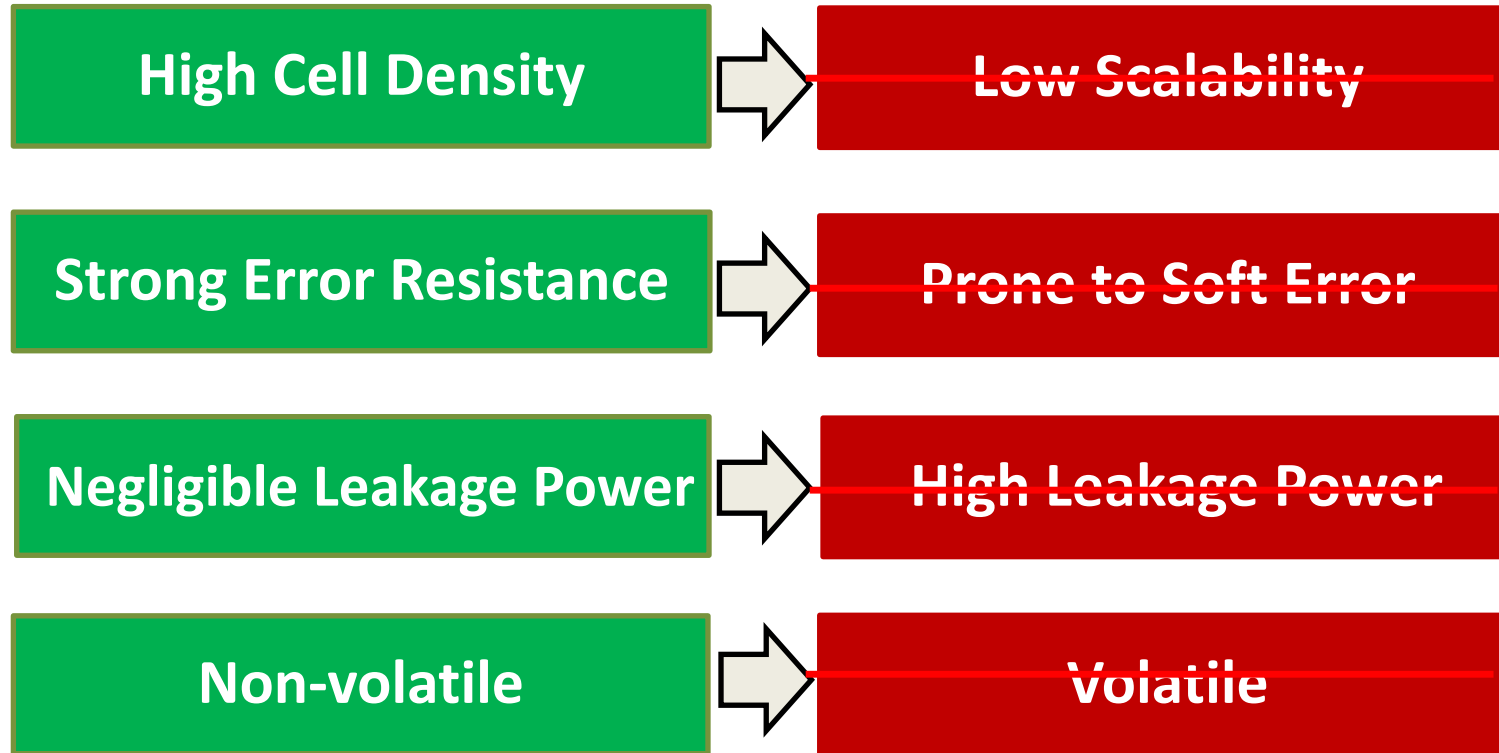 High Cell Density
Low Scalability
Strong Error Resistance
Prone to Soft Error
Negligible Leakage Power
High Leakage Power
Non-volatile
Volatile